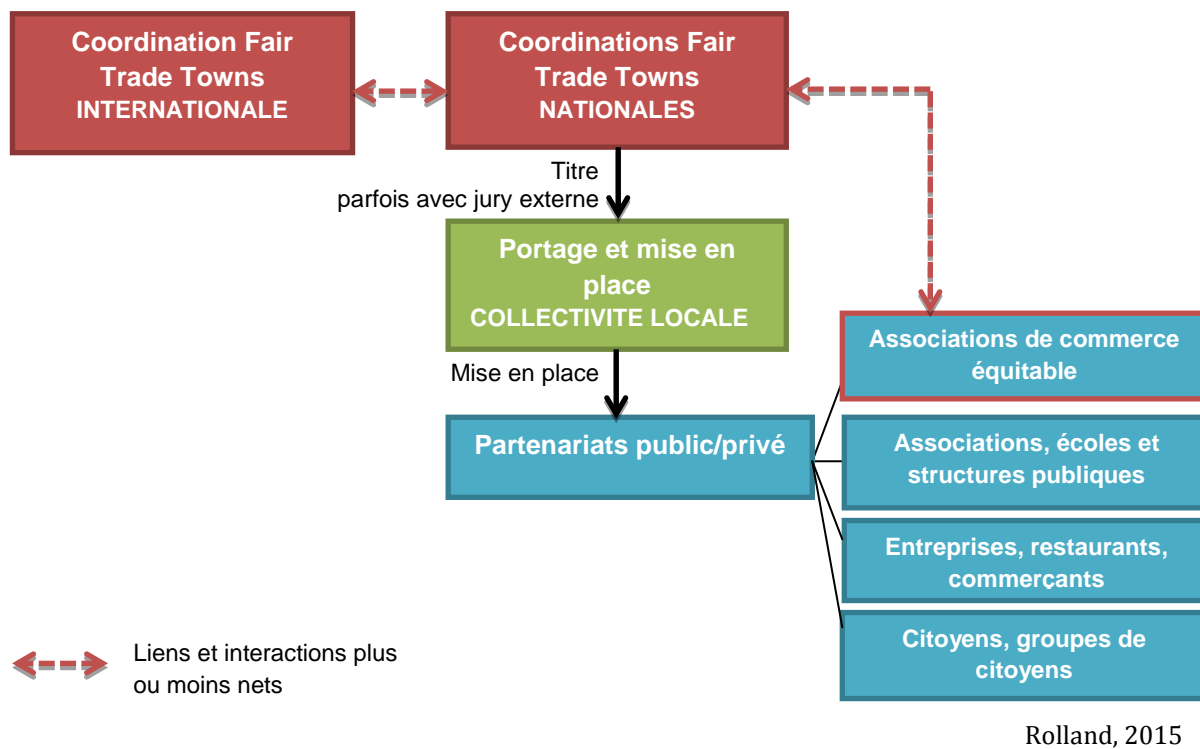 Coordination Fair
Trade Towns
INTERNATIONALE
Coordinations Fair
Trade Towns
NATIONALES
Titre
parfois avec jury externe
Portage et mise en
place
COLLECTIVITE LOCALE
Mise en place
Partenariats public/privé
Associations de commerce
équitable
Associations, écoles et
structures publiques
Entreprises, restaurants,
commerçants
Citoyens, groupes de
citoyens
Liens et interactions plus
ou moins nets
Rolland, 2015